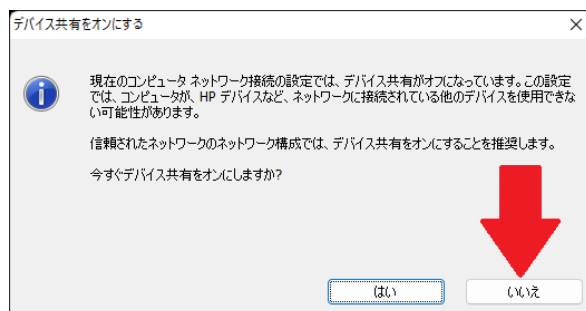 デバイス共有をオンにする
現在のコンピュータ ネットワーク接続の設定では、デバイス共有がオフになっています。この設定
では、コンピュータが、HP デバイスなど、ネットワークに接続されている他のデバイスを使用できな
い可能性があります。
信頼されたネットワークのネットワーク構成では、デバイス共有をオンにすることを推奨します。
今すぐデバイス共有をオンにしますか?
はい
いいえ